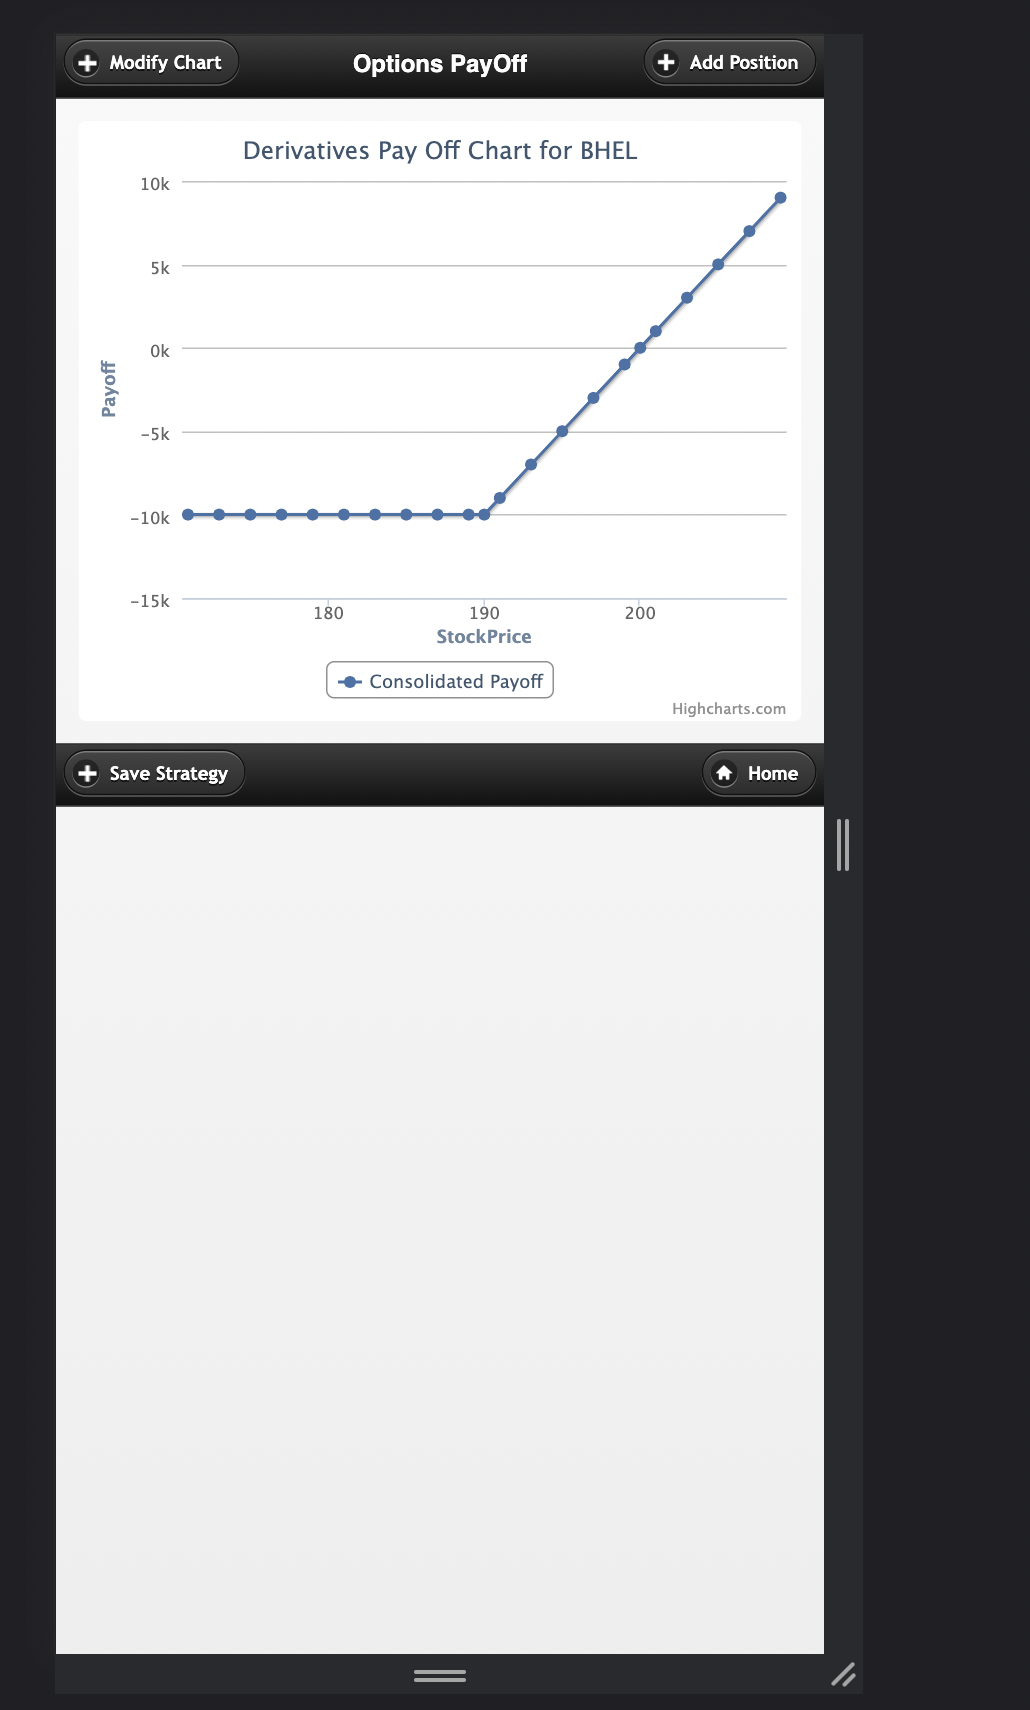 Modify Chart
Options PayOff
Add Position
Derivatives Pay Off Chart for BHEL
10k
5k
0k
−5k
−10k
−15k
Payoff
180 190 200
StockPrice
Consolidated Payoff
Highcharts.com
Save Strategy
Home